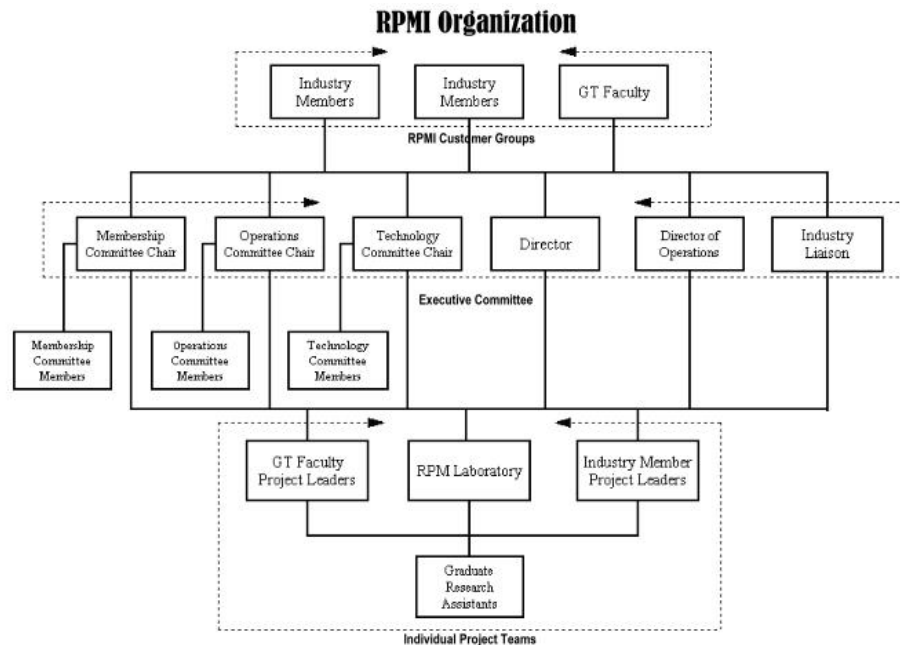 RPMI Organization
Industry
Members
Industry
Members
GT Faculty
RPMI Customer Groups
Membership
Committee Chair
Operations
Committee Chair
Technology
Committee Chair
Director
Director of
Operations
Industry
Liaison
Executive Committee
Membership
Committee
Members
Operations
Committee
Members
Technology
Committee
Members
GT Faculty
Project Leaders
RPM Laboratory
Industry Member
Project Leaders
Graduate
Research
Assistants
Individual Project Teams